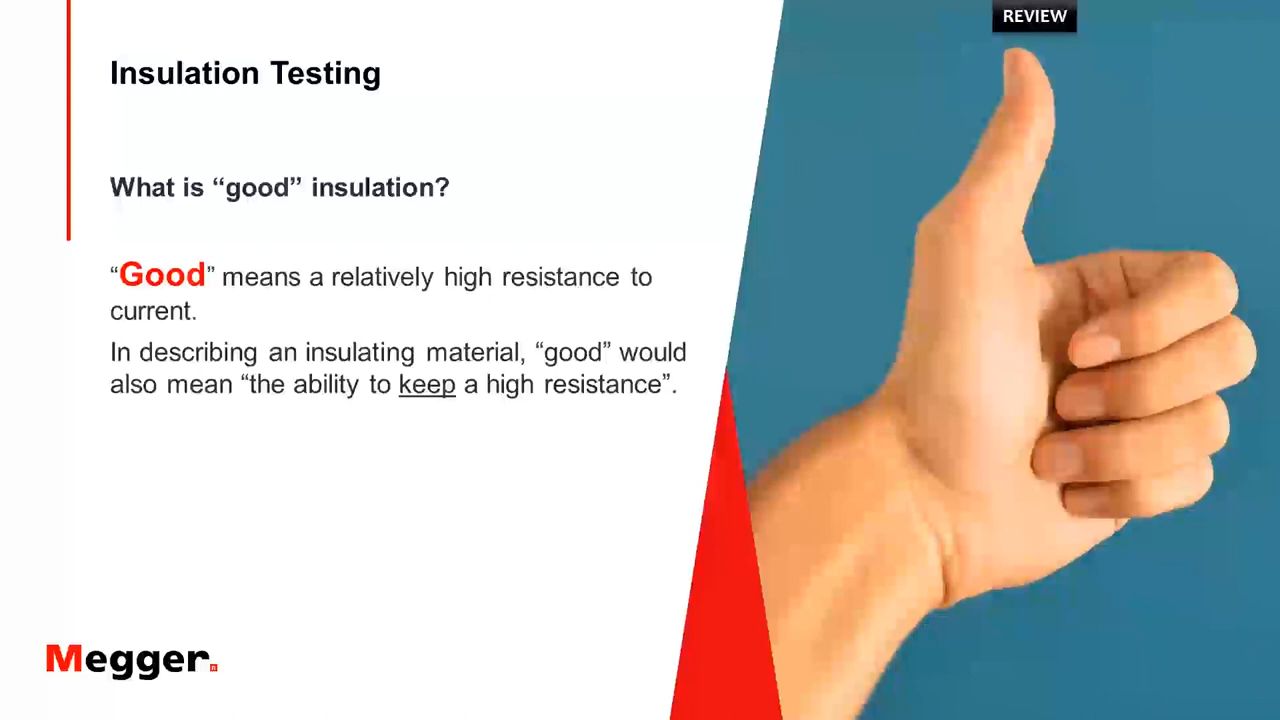 REVIEW
Insulation Testing
What is “good” insulation?
“Good” means a relatively high resistance to
current.
In describing an insulating material, “good” would
also mean “the ability to keep a high resistance”.
Megger.